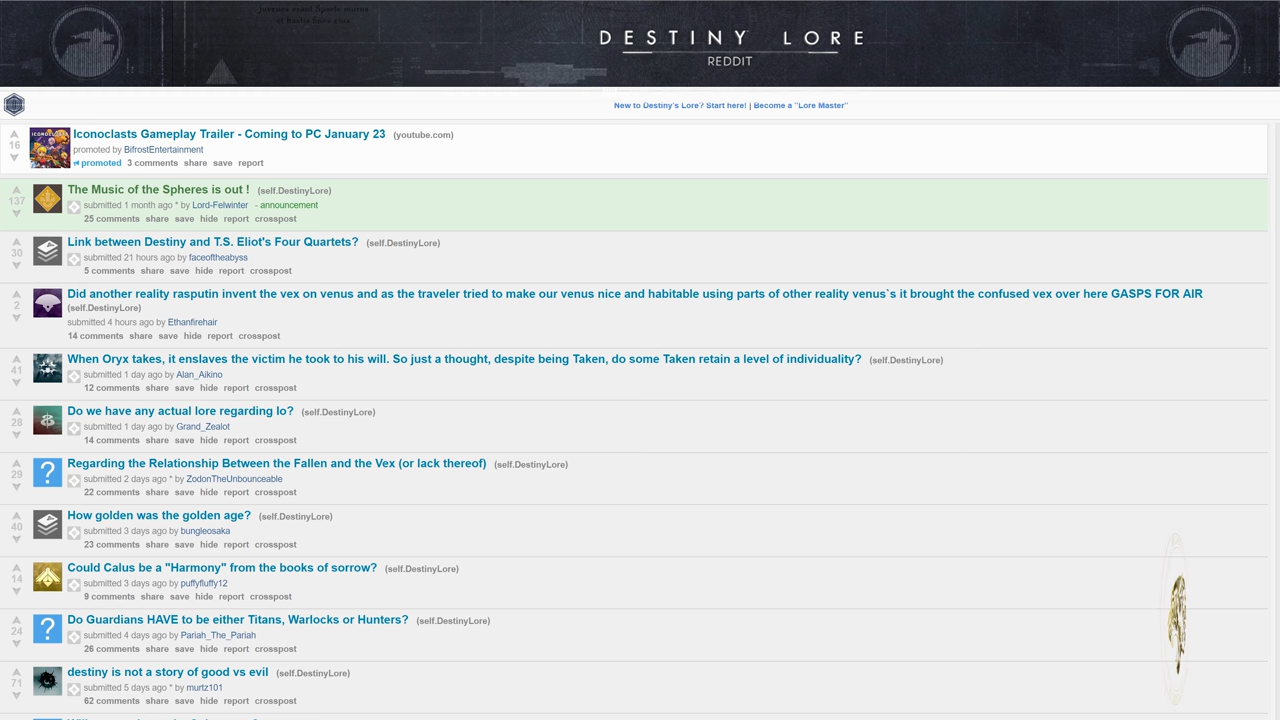 DESTINY LORE
REDDIT
New to Destiny's Lore? Start here! | Become a "Lore Master"
16
Iconoclasts Gameplay Trailer - Coming to PC January 23 (youtube.com)
promoted by BifrostEntertainment
promoted 3 comments share save report
137
The Music of the Spheres is out ! (self.DestinyLore)
submitted 1 month ago * by Lord-Felwinter - announcement
25 comments share save hide report crosspost
30
Link between Destiny and T.S. Eliot's Four Quartets? (self.DestinyLore)
submitted 21 hours ago by faceoftheabyss
5 comments share save hide report crosspost
2
Did another reality rasputin invent the vex on venus and as the traveler tried to make our venus nice and habitable using parts of other reality venus`s it brought the confused vex over here GASPS FOR AIR
(self.DestinyLore)
submitted 4 hours ago by Ethanfirehair
14 comments share save hide report crosspost
41
When Oryx takes, it enslaves the victim he took to his will. So just a thought, despite being Taken, do some Taken retain a level of individuality? (self.DestinyLore)
submitted 1 day ago by Alan_Aikino
12 comments share save hide report crosspost
28
Do we have any actual lore regarding Io? (self.DestinyLore)
submitted 1 day ago by Grand_Zealot
14 comments share save hide report crosspost
29
Regarding the Relationship Between the Fallen and the Vex (or lack thereof) (self.DestinyLore)
submitted 2 days ago * by ZodonTheUnbounceable
22 comments share save hide report crosspost
40
How golden was the golden age? (self.DestinyLore)
submitted 3 days ago by bungleosaka
23 comments share save hide report crosspost
14
Could Calus be a "Harmony" from the books of sorrow? (self.DestinyLore)
submitted 3 days ago by puffyfluffy12
9 comments share save hide report crosspost
24
Do Guardians HAVE to be either Titans, Warlocks or Hunters? (self.DestinyLore)
submitted 4 days ago by Pariah_The_Pariah
26 comments share save hide report crosspost
71
destiny is not a story of good vs evil (self.DestinyLore)
submitted 5 days ago * by murtz101
62 comments share save hide report crosspost